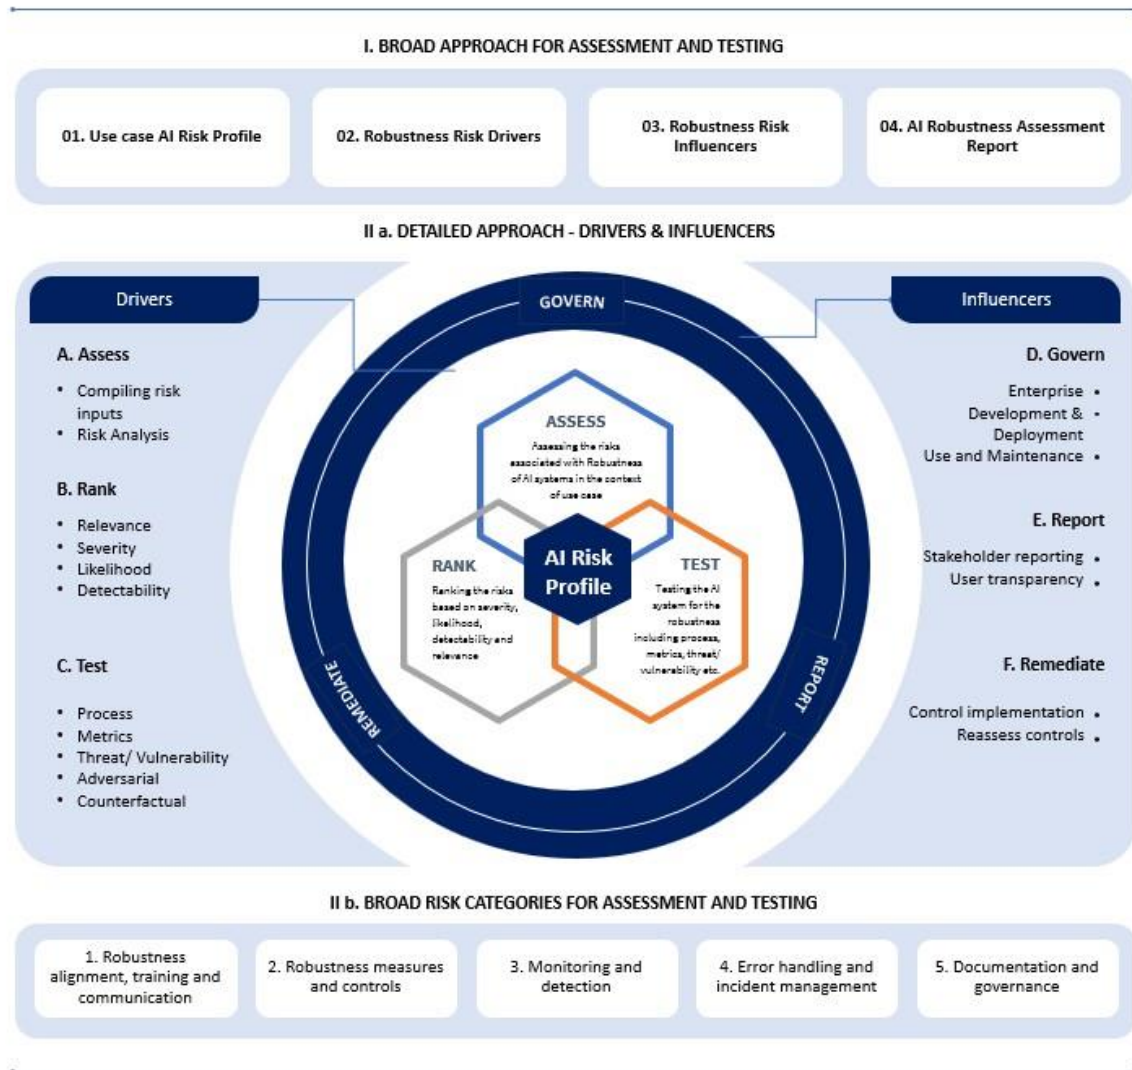 I. BROAD APPROACH FOR ASSESSMENT AND TESTING
01. Use case AI Risk Profile
02. Robustness Risk Drivers
03. Robustness Risk
Influencers
04. AI Robustness Assessment
Report
II a. DETAILED APPROACH - DRIVERS & INFLUENCERS
Drivers
A. Assess
• Compiling risk
inputs
• Risk Analysis
B. Rank
• Relevance
• Severity
• Likelihood
• Detectability
C. Test
• Process
• Metrics
• Threat/ Vulnerability
• Adversarial
• Counterfactual
GOVERN
ASSESS
Assessing the risks
associated with Robustness
of AI systems in the context
of use case
RANK
Ranking the risks
based on severity,
likelihood,
detectability and
relevance
AI Risk
Profile
TEST
Testing the AI
system for the
robustness
including process,
metrics, threat/
vulnerability etc.
REMEDIATE
REPORT
Influencers
D. Govern
Enterprise •
Development & •
Deployment
Use and Maintenance •
E. Report
Stakeholder reporting •
User transparency •
F. Remediate
Control implementation •
Reassess controls •
II b. BROAD RISK CATEGORIES FOR ASSESSMENT AND TESTING
1. Robustness
alignment, training and
communication
2. Robustness measures
and controls
3. Monitoring and
detection
4. Error handling and
incident management
5. Documentation and
governance